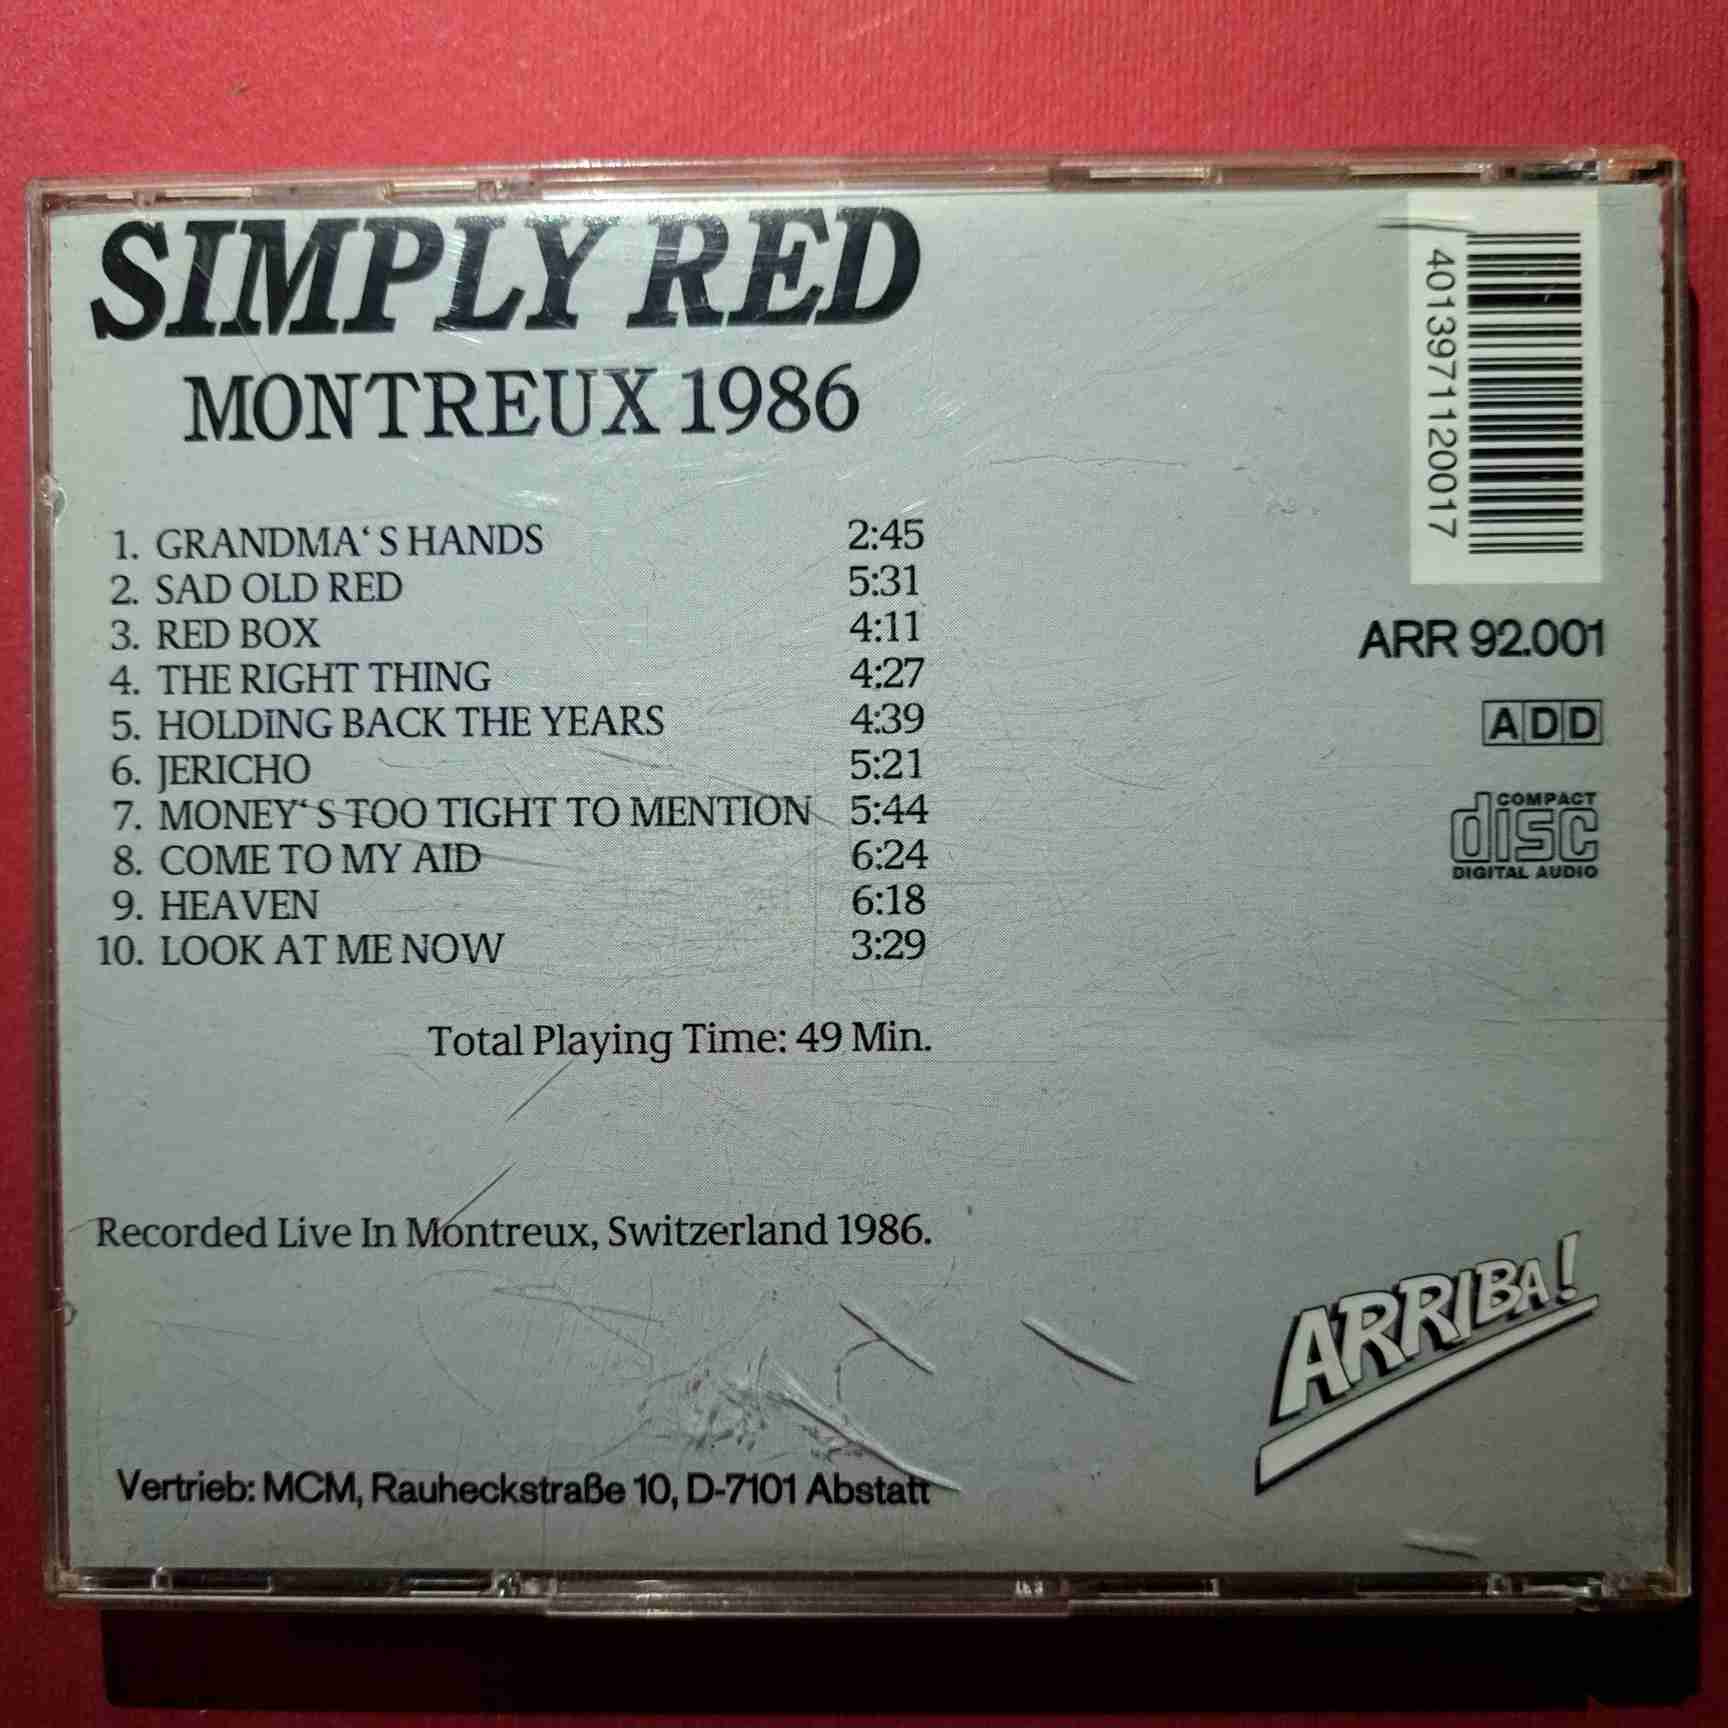 SIMPLY RED
MONTREUX 1986
1. GRANDMA‘S HANDS 2:45
2. SAD OLD RED 5:31
3. RED BOX 4:11
4. THE RIGHT THING 4:27
5. HOLDING BACK THE YEARS 4:39
6. JERICHO 5:21
7. MONEY‘S TOO TIGHT TO MENTION 5:44
8. COME TO MY AID 6:24
9. HEAVEN 6:18
10. LOOK AT ME NOW 3:29
Total Playing Time: 49 Min.
Recorded Live In Montreux, Switzerland 1986.
Vertrieb: MCM, Rauheckstraße 10, D-7101 Abstatt
4013971120017
ARR 92.001
ADD
COMPACT
disc
DIGITAL AUDIO
ARRIBA!